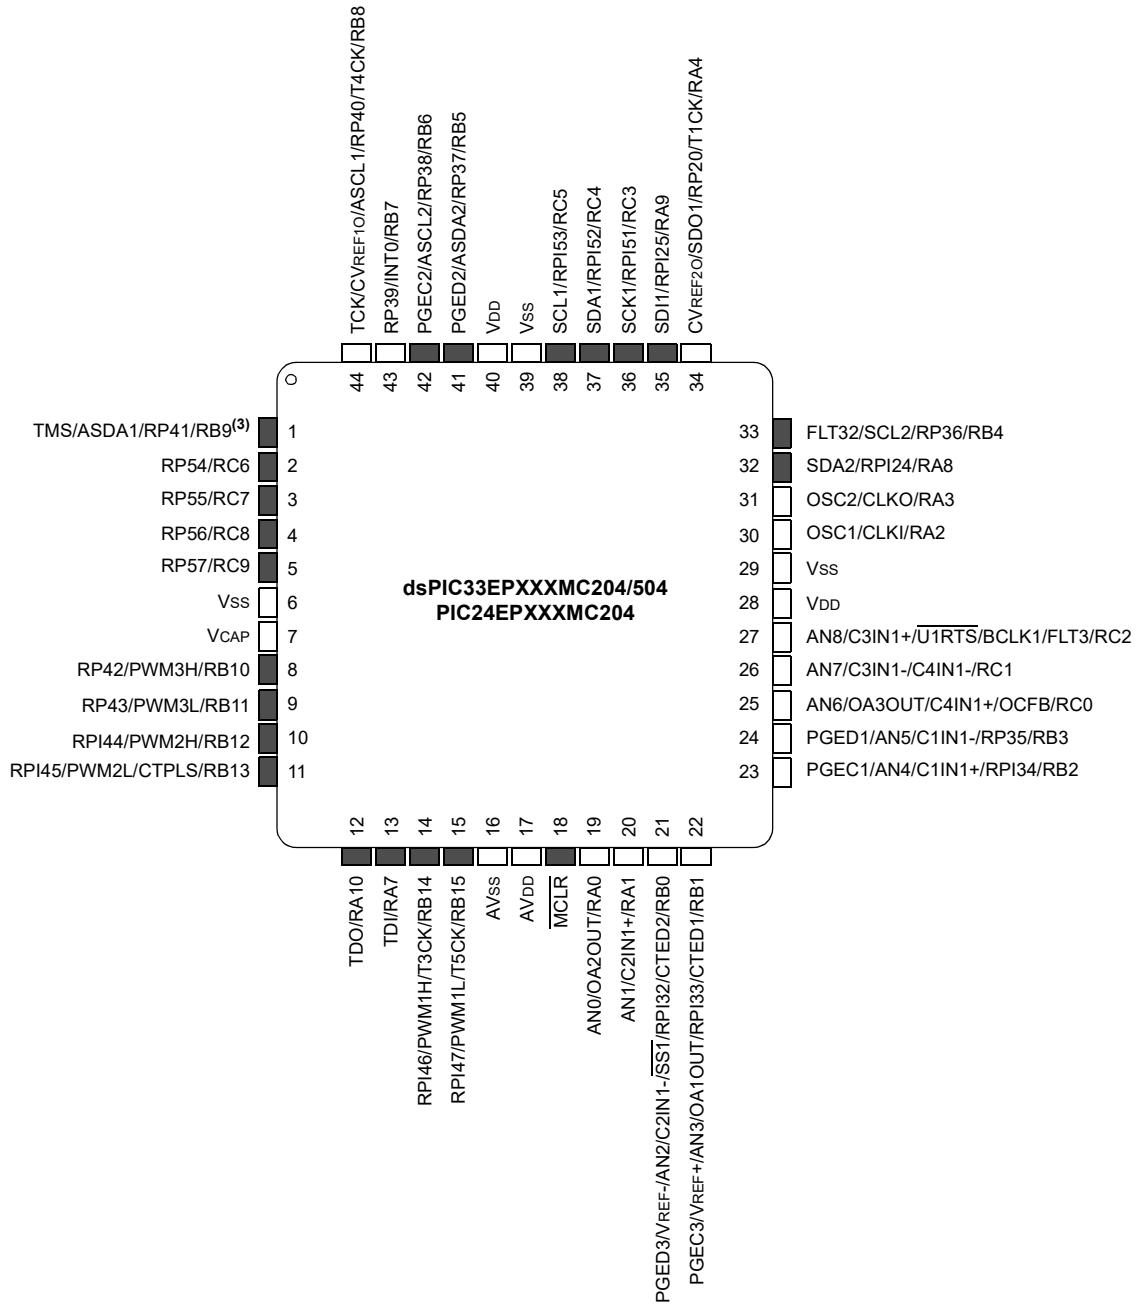 TCK/CVREF1O/ASCL1/RP40/T4CK/RB8
RP39/INT0/RB7
PGEC2/ASCL2/RP38/RB6
PGED2/ASDA2/RP37/RB5
VDD
VSS
SCL1/RPI53/RC5
SDA1/RPI52/RC4
SCK1/RPI51/RC3
SDI1/RPI25/RA9
CVREF2O/SDO1/RP20/T1CK/RA4
44
43
42
41
40
39
38
37
36
35
34
TMS/ASDA1/RP41/RB9(3) 1
RP54/RC6 2
RP55/RC7 3
RP56/RC8 4
RP57/RC9 5
VSS 6
VCAP 7
RP42/PWM3H/RB10 8
RP43/PWM3L/RB11 9
RPI44/PWM2H/RB12 10
RPI45/PWM2L/CTPLS/RB13 11
dsPIC33EPXXXMC204/504
PIC24EPXXXMC204
33 FLT32/SCL2/RP36/RB4
32 SDA2/RPI24/RA8
31 OSC2/CLKO/RA3
30 OSC1/CLKI/RA2
29 VSS
28 VDD
27 AN8/C3IN1+/U1RTS/BCLK1/FLT3/RC2
26 AN7/C3IN1-/C4IN1-/RC1
25 AN6/OA3OUT/C4IN1+/OCFB/RC0
24 PGED1/AN5/C1IN1-/RP35/RB3
23 PGEC1/AN4/C1IN1+/RPI34/RB2
12
13
14
15
16
17
18
19
20
21
22
TDO/RA10
TDI/RA7
RPI46/PWM1H/T3CK/RB14
RPI47/PWM1L/T5CK/RB15
AVSS
AVDD
MCLR
AN0/OA2OUT/RA0
AN1/C2IN1+/RA1
PGED3/VREF-/AN2/C2IN1-/SS1/RPI32/CTED2/RB0
PGEC3/VREF+/AN3/OA1OUT/RPI33/CTED1/RB1